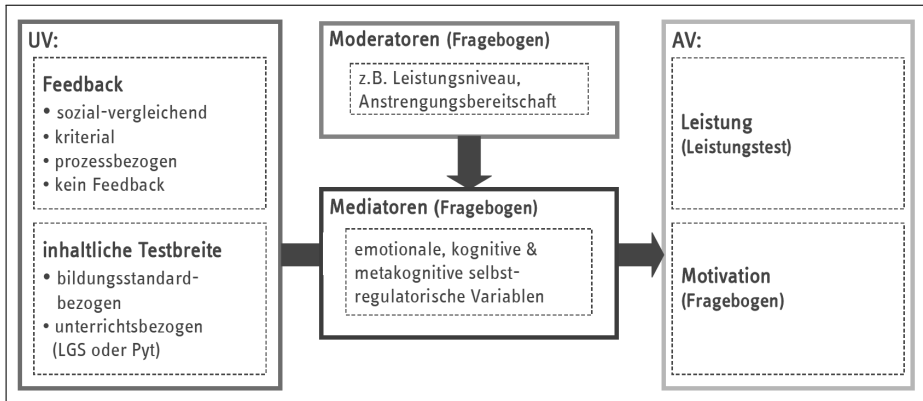 UV:
Feedback
• sozial-vergleichend
• kriterial
• prozessbezogen
• kein Feedback
inhaltliche Testbreite
• bildungsstandard-
bezogen
• unterrichtsbezogen
(LGS oder Pyt)
Moderatoren (Fragebogen)
z.B. Leistungsniveau,
Anstrengungsbereitschaft
Mediatoren (Fragebogen)
emotionale, kognitive &
metakognitive selbst-
regulatorische Variablen
AV:
Leistung
(Leistungstest)
Motivation
(Fragebogen)